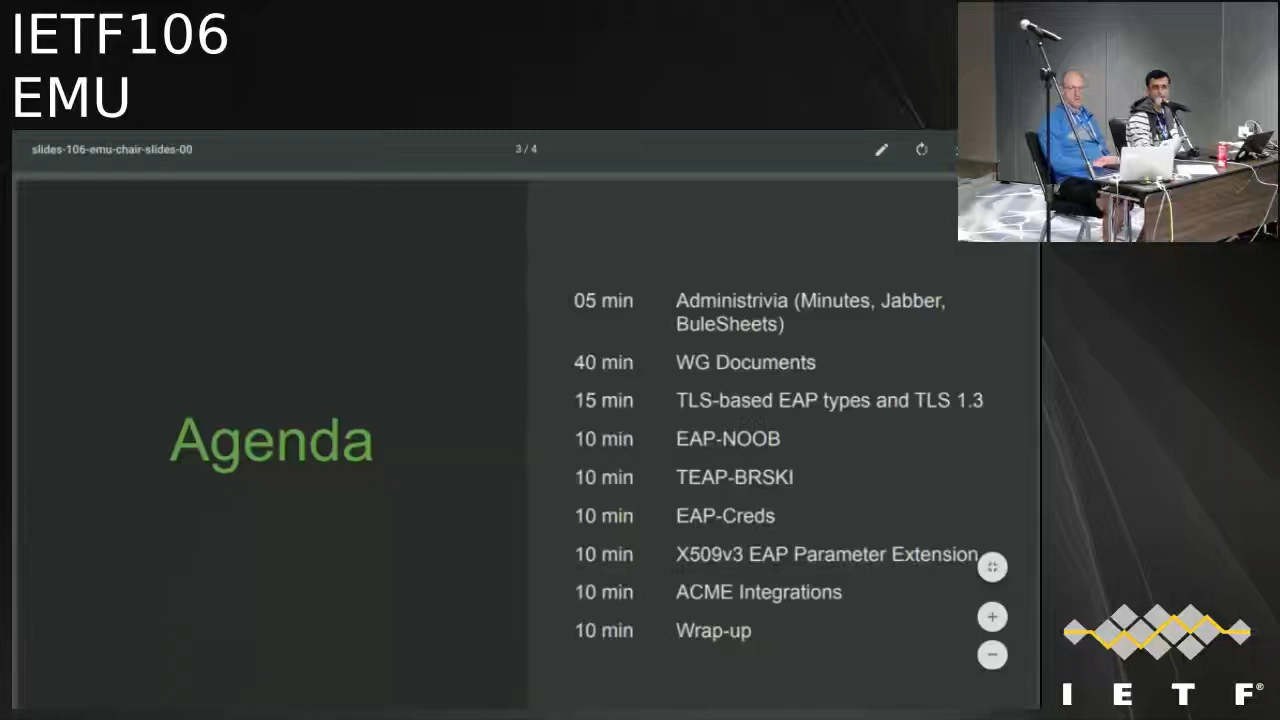 IETF106
EMU
slides-106-emu-chair-slides-00
3 / 4
Agenda
05 min Administrivia (Minutes, Jabber,
BuleSheets)
40 min WG Documents
15 min TLS-based EAP types and TLS 1.3
10 min EAP-NOOB
10 min TEAP-BRSKI
10 min EAP-Creds
10 min X509v3 EAP Parameter Extension
10 min ACME Integrations
10 min Wrap-up
I E T F®